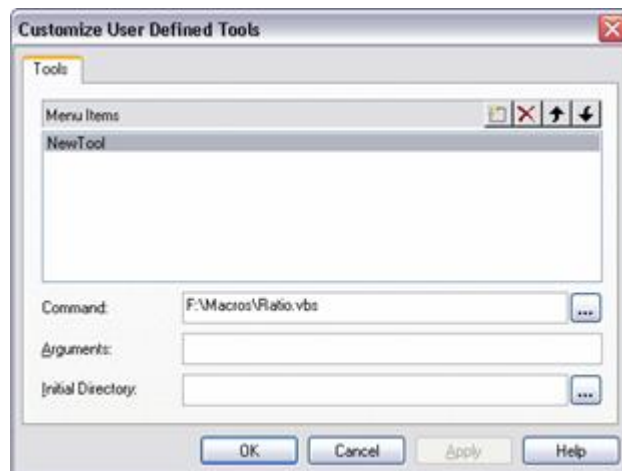 Customize User Defined Tools
Tools
Menu Items
NewTool
Command:
F:\Macros\Ratio.vbs
...
Arguments:
Initial Directory:
...
OK
Cancel
Apply
Help